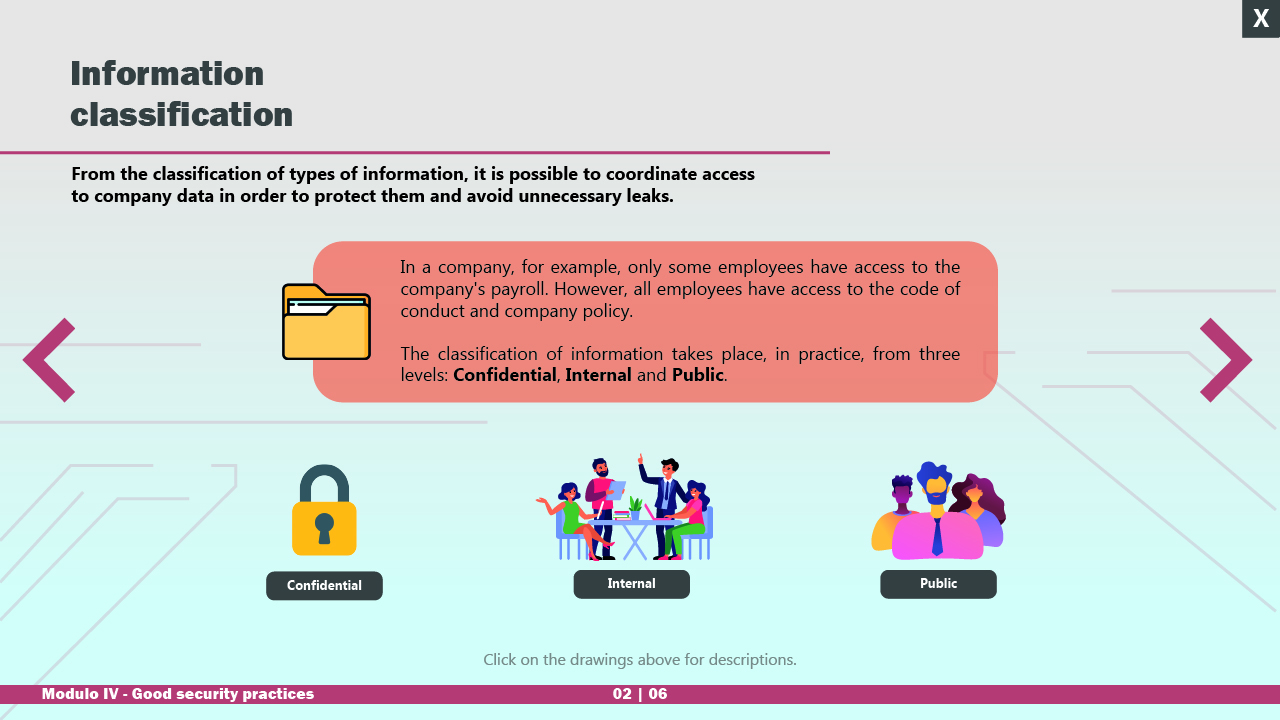 X
Information
classification
From the classification of types of information, it is possible to coordinate access
to company data in order to protect them and avoid unnecessary leaks.
In a company, for example, only some employees have access to the
company's payroll. However, all employees have access to the code of
conduct and company policy.
The classification of information takes place, in practice, from three
levels: Confidential, Internal and Public.
Confidential
Internal
Public
Click on the drawings above for descriptions.
Modulo IV - Good security practices
02 | 06